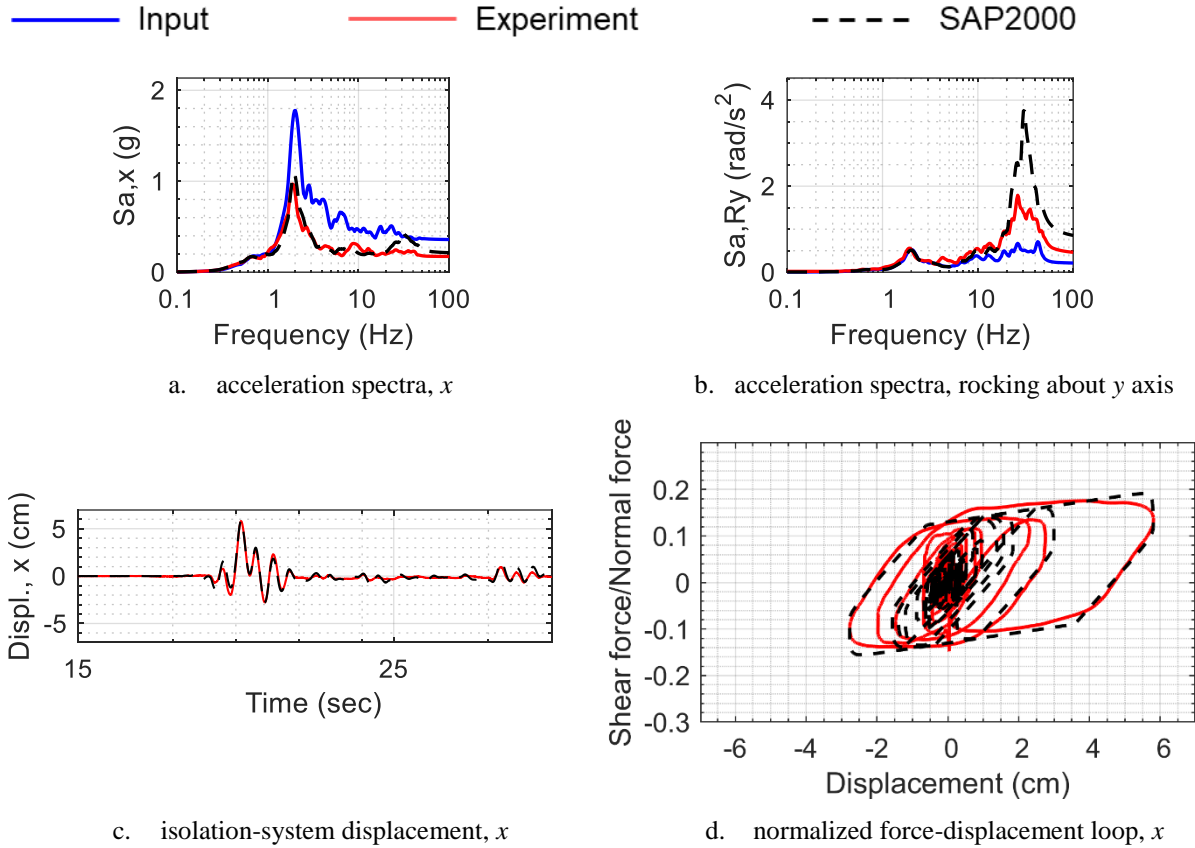 Input Experiment SAP2000
2
1
0
0.1 1 10 100
Sa,x (g)
Frequency (Hz)
a. acceleration spectra, x
4
2
0
0.1 1 10 100
Sa,Ry (rad/s²)
Frequency (Hz)
b. acceleration spectra, rocking about y axis
5
0
-5
15 25
Displ., x (cm)
Time (sec)
c. isolation-system displacement, x
0.2
0.1
0
-0.1
-0.2
-0.3
-6 -4 -2 0 2 4 6
Shear force/Normal force
Displacement (cm)
d. normalized force-displacement loop, x